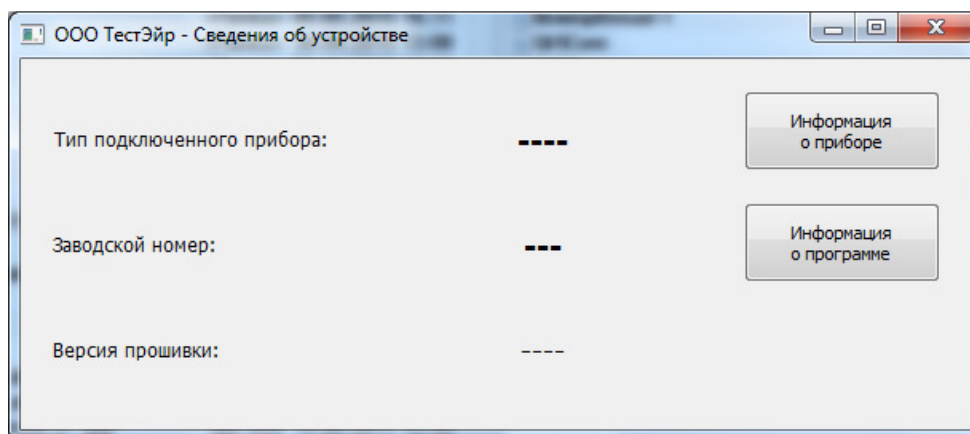 ООО ТестЭйр - Сведения об устройстве
Тип подключенного прибора: ----
Информация
о приборе
Заводской номер: ---
Информация
о программе
Версия прошивки: ----